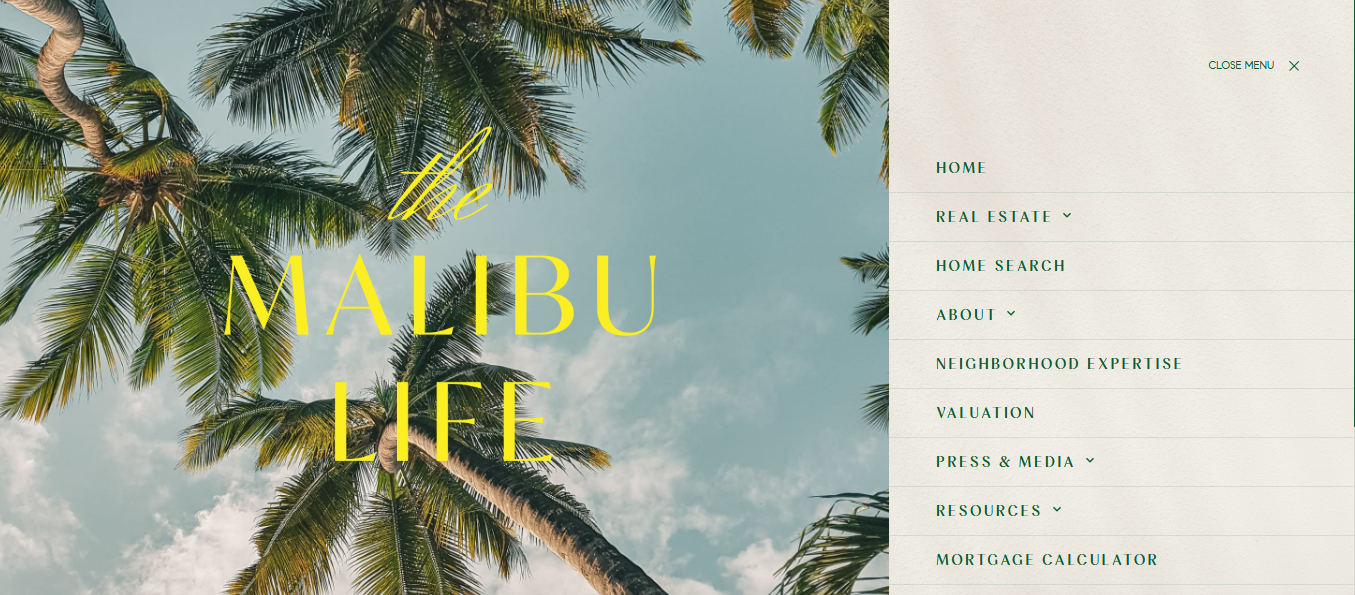 the
MALIBU
LIFE
CLOSE MENU
HOME
REAL ESTATE
HOME SEARCH
ABOUT
NEIGHBORHOOD EXPERTISE
VALUATION
PRESS & MEDIA
RESOURCES
MORTGAGE CALCULATOR